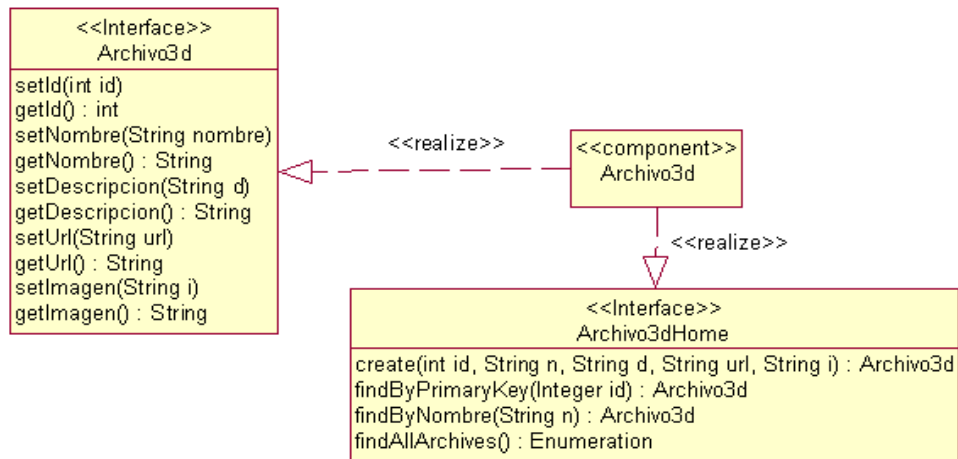 <<Interface>>
Archivo3d
setId(int id)
getId() : int
setNombre(String nombre)
getNombre() : String
setDescripcion(String d)
getDescripcion() : String
setUrl(String url)
getUrl() : String
setImagen(String i)
getImagen() : String
<<realize>>
<<component>>
Archivo3d
<<realize>>
<<Interface>>
Archivo3dHome
create(int id, String n, String d, String url, String i) : Archivo3d
findByPrimaryKey(Integer id) : Archivo3d
findByNombre(String n) : Archivo3d
findAllArchives() : Enumeration